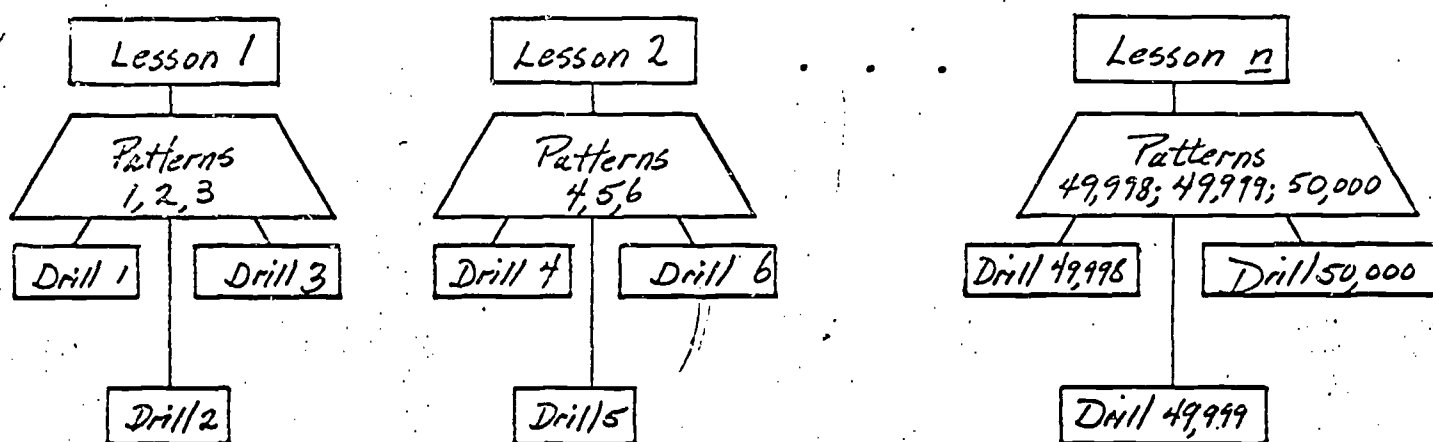 Lesson 1
Patterns
1, 2, 3
Drill 1
Drill 3
Drill 2
Lesson 2
Patterns
4, 5, 6
Drill 4
Drill 6
Drill 5
. . .
Lesson n
Patterns
49,998; 49,999; 50,000
Drill 49,998
Drill 50,000
Drill 49,999